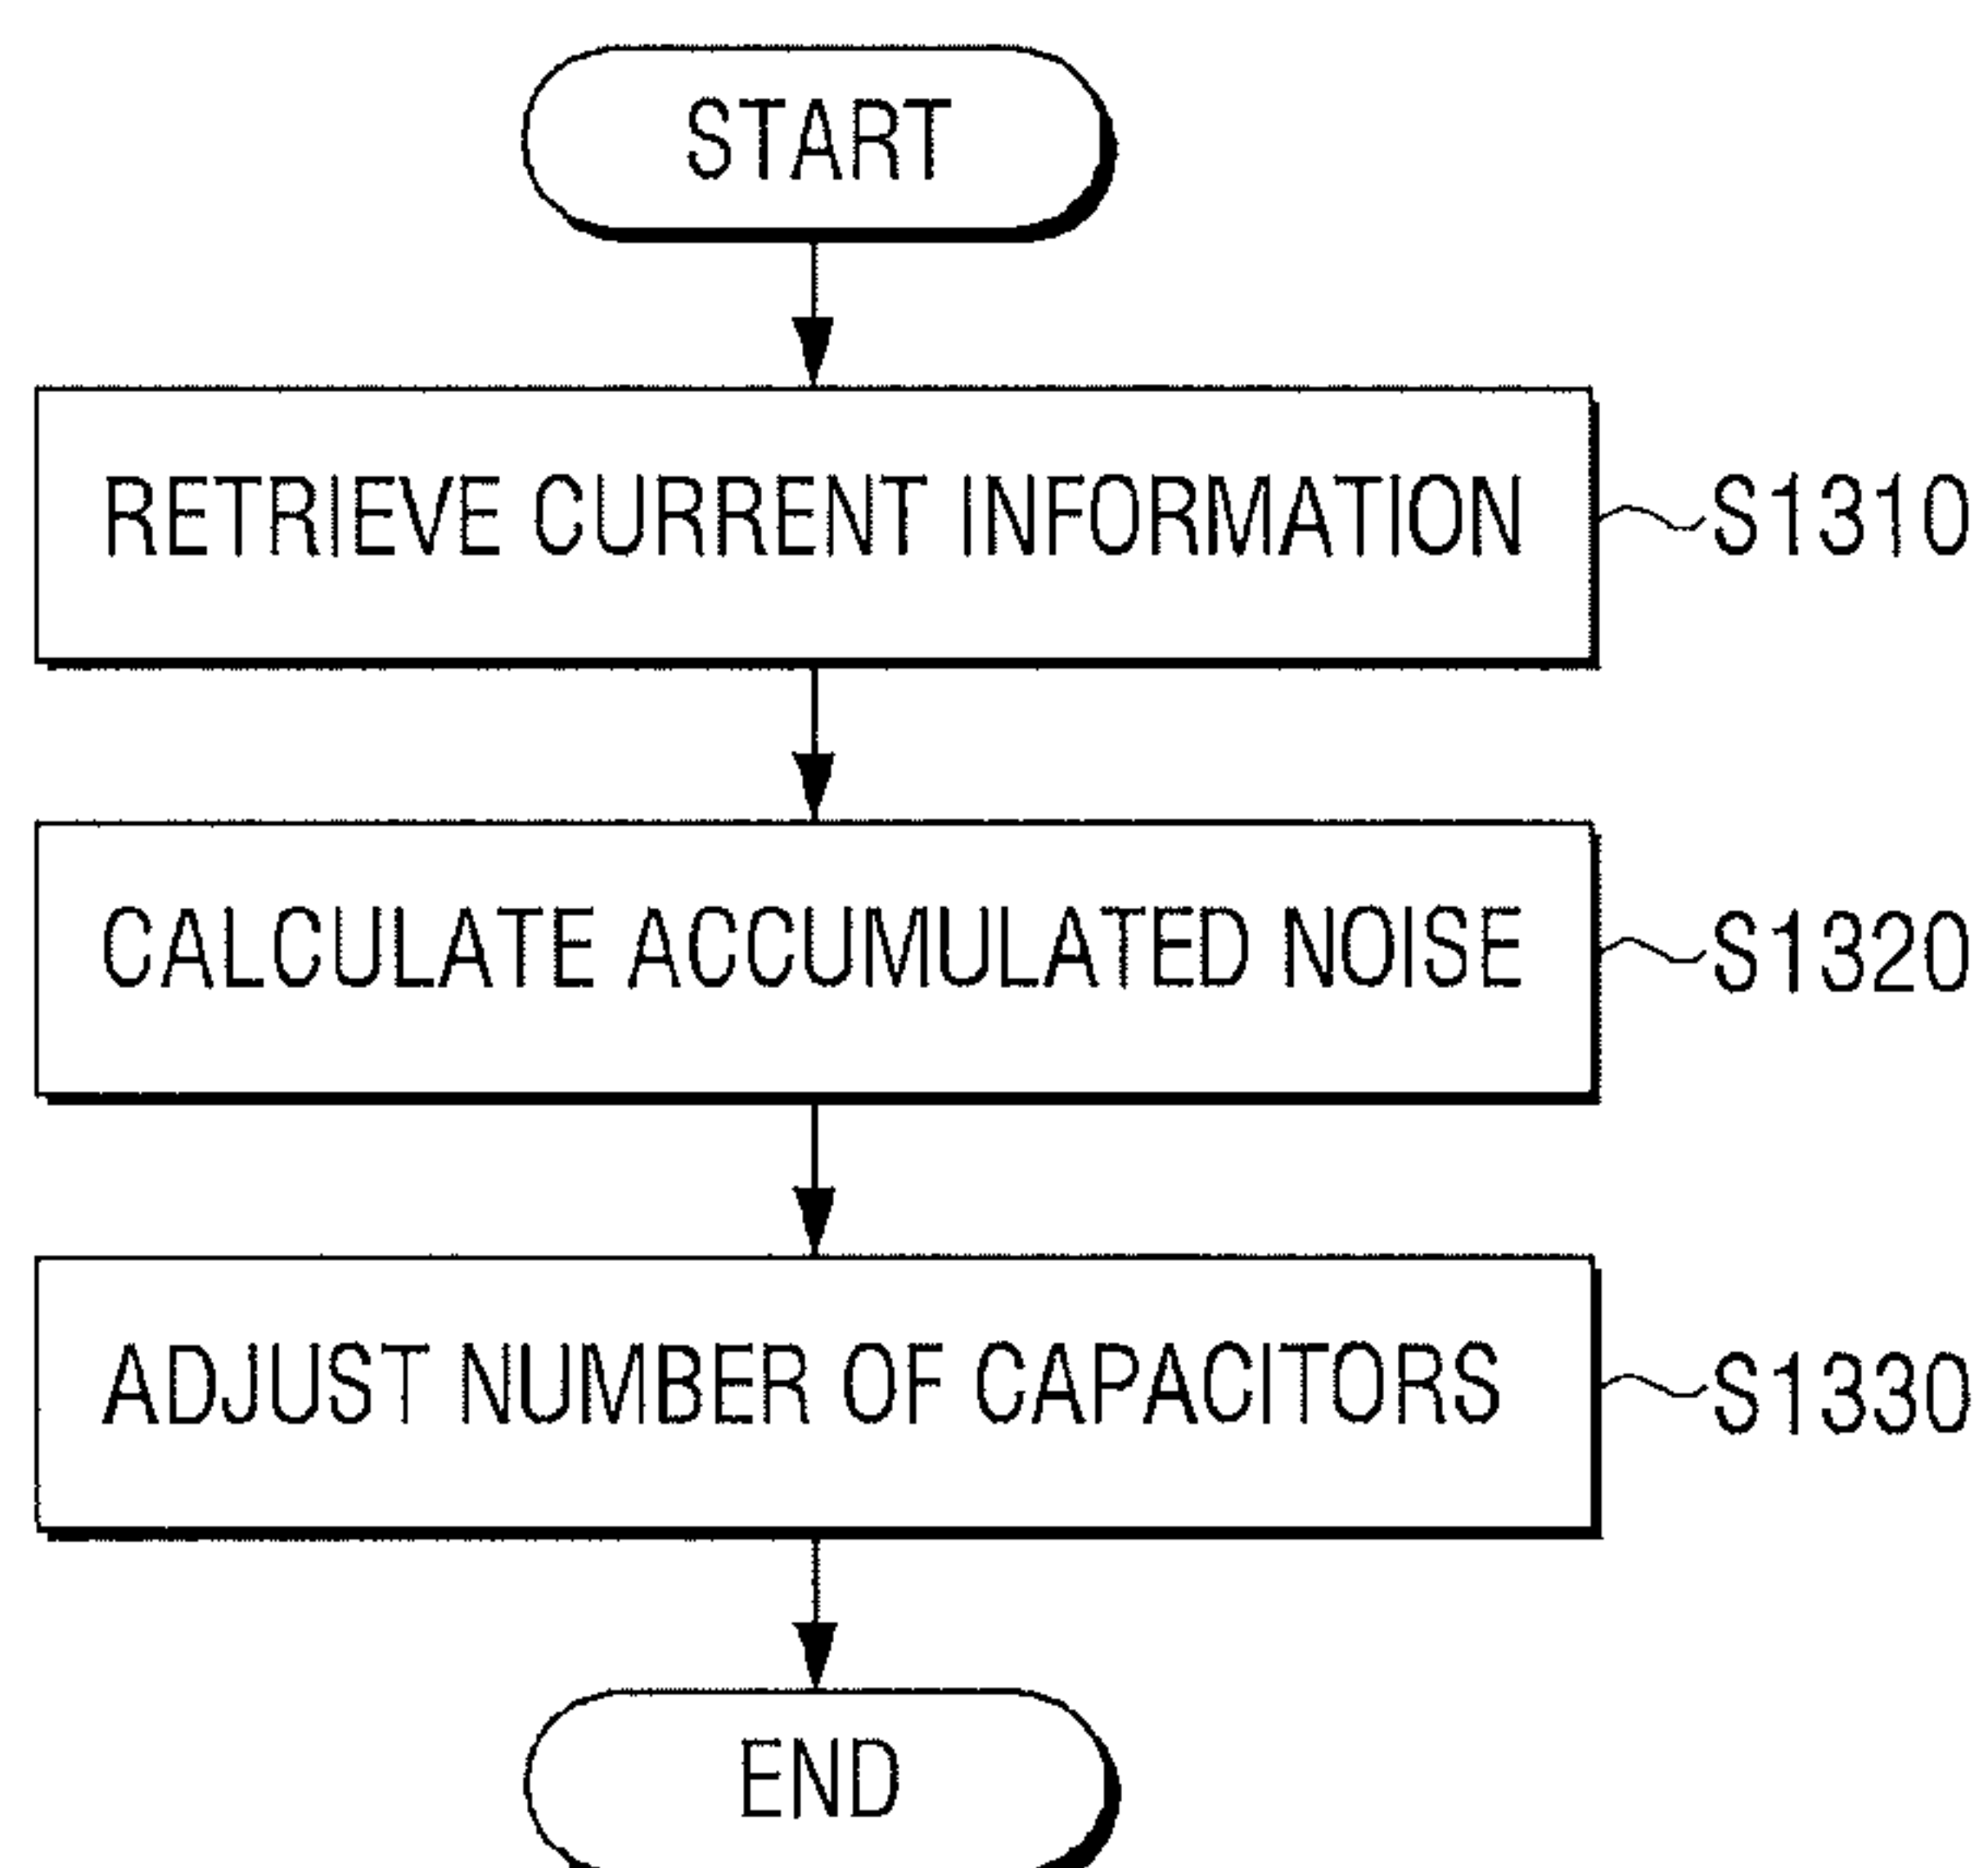 START
RETRIEVE CURRENT INFORMATION
S1310
CALCULATE ACCUMULATED NOISE
S1320
ADJUST NUMBER OF CAPACITORS
S1330
END